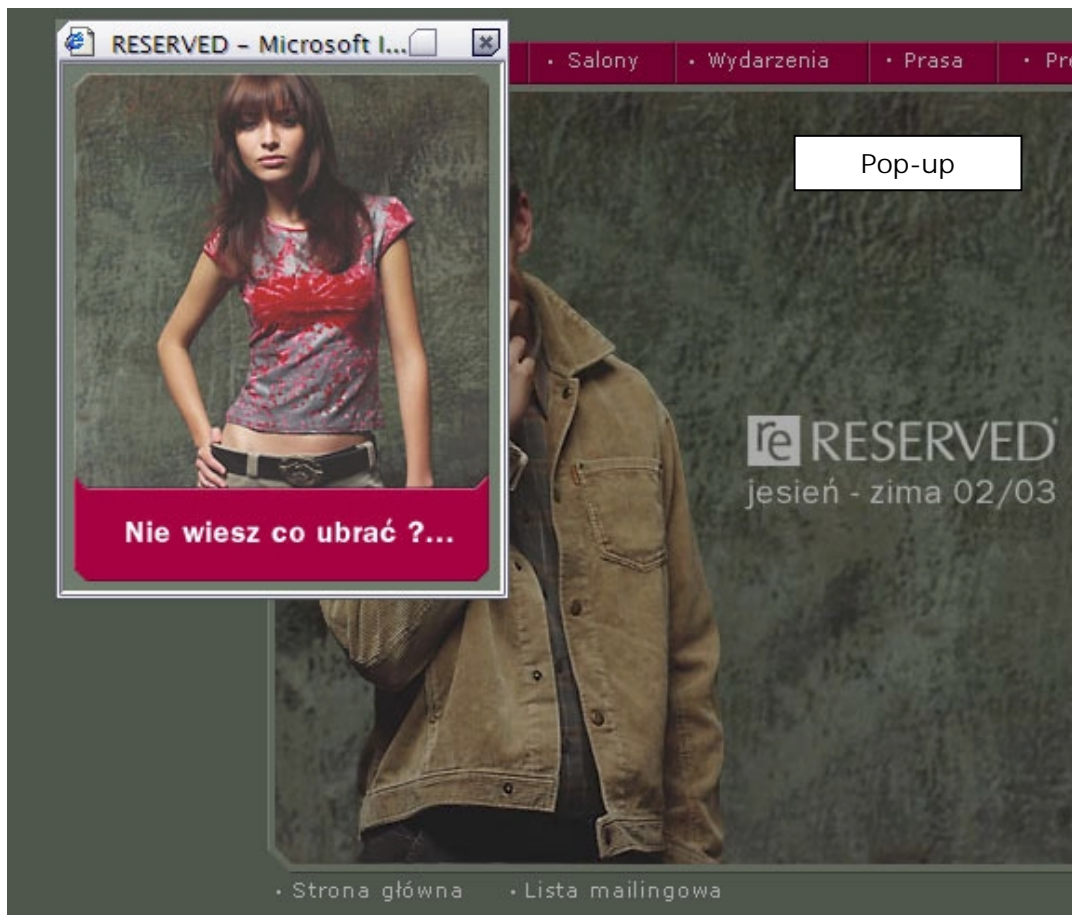 RESERVED – Microsoft I...
• Salony • Wydarzenia • Prasa
Pop-up
re RESERVED
jesień - zima 02/03
Nie wiesz co ubrać ?...
• Strona główna • Lista mailingowa